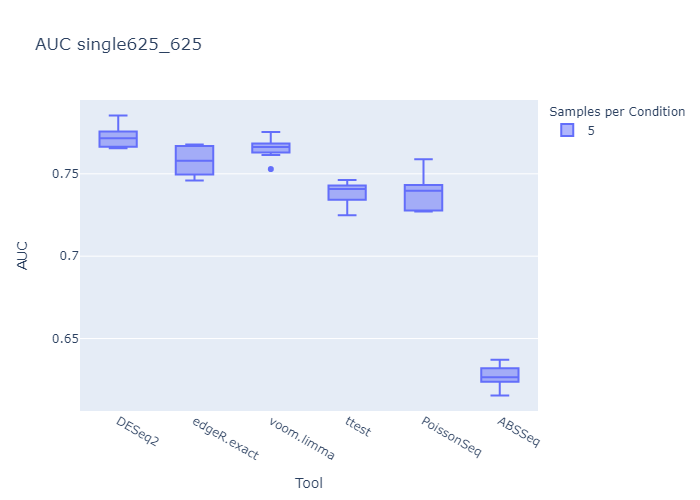 AUC single625_625
Samples per Condition
5
AUC
0.75
0.7
0.65
DESeq2
edgeR.exact
voom.limma
ttest
PoissonSeq
ABSSeq
Tool